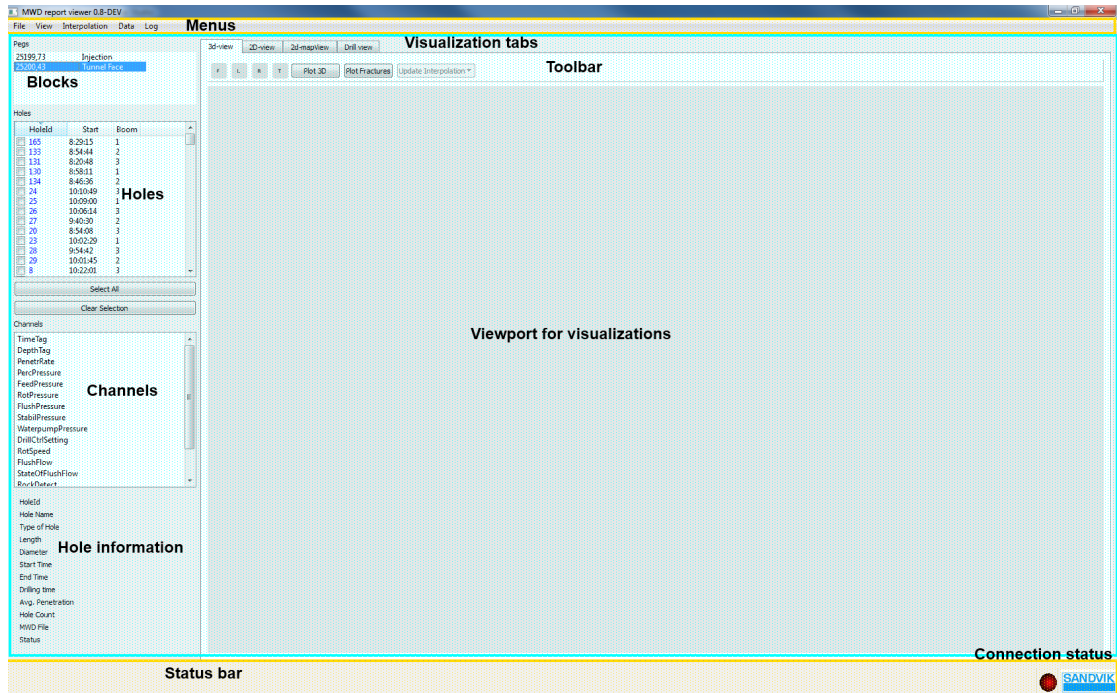 MWD report viewer 0.8-DEV
File View Interpolation Data Log Menus
Pegs
25199,73 Injection
25200,43 Tunnel Face
Blocks
3d-view 2D-view 2d-mapView Drill view Visualization tabs
F L R T Plot 3D Plot Fractures Update Interpolation Toolbar
Holes
HoleId Start Boom
165 8:29:15 1
133 8:54:44 2
131 8:20:48 3
130 8:58:11 1
134 8:46:36 2
24 10:10:49 3
25 10:09:00 1
26 10:06:14 3
27 9:40:30 2
20 8:54:08 3
23 10:02:29 1
28 9:54:42 3
29 10:01:45 2
8 10:22:01 3
Holes
Select All
Clear Selection
Channels
TimeTag
DepthTag
PenetrRate
PercPressure
FeedPressure
RotPressure
FlushPressure
StabilPressure
WaterpumpPressure
DrillCtrlSetting
RotSpeed
FlushFlow
StateOfFlushFlow
RockDetect
Channels
Viewport for visualizations
HoleId
Hole Name
Type of Hole
Length
Diameter
Start Time
End Time
Drilling time
Avg. Penetration
Hole Count
MWD File
Status
Hole information
Connection status
Status bar
SANDVIK